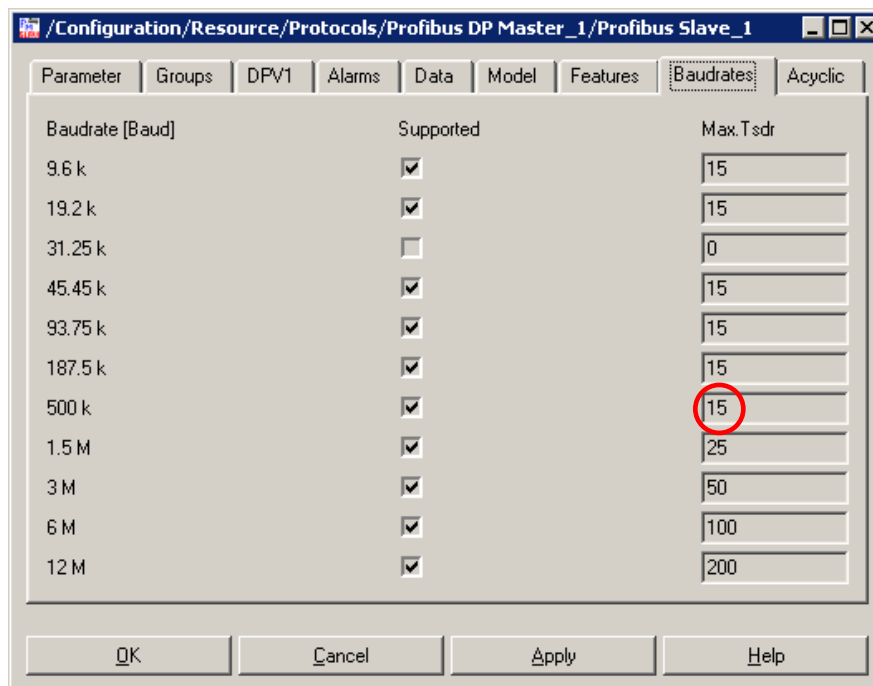 /Configuration/Resource/Protocols/Profibus DP Master_1/Profibus Slave_1
Parameter Groups DPV1 Alarms Data Model Features Baudrates Acyclic
Baudrate [Baud] Supported Max.Tsdr
9.6 k 15
19.2 k 15
31.25 k 0
45.45 k 15
93.75 k 15
187.5 k 15
500 k 15
1.5 M 25
3 M 50
6 M 100
12 M 200
OK Cancel Apply Help